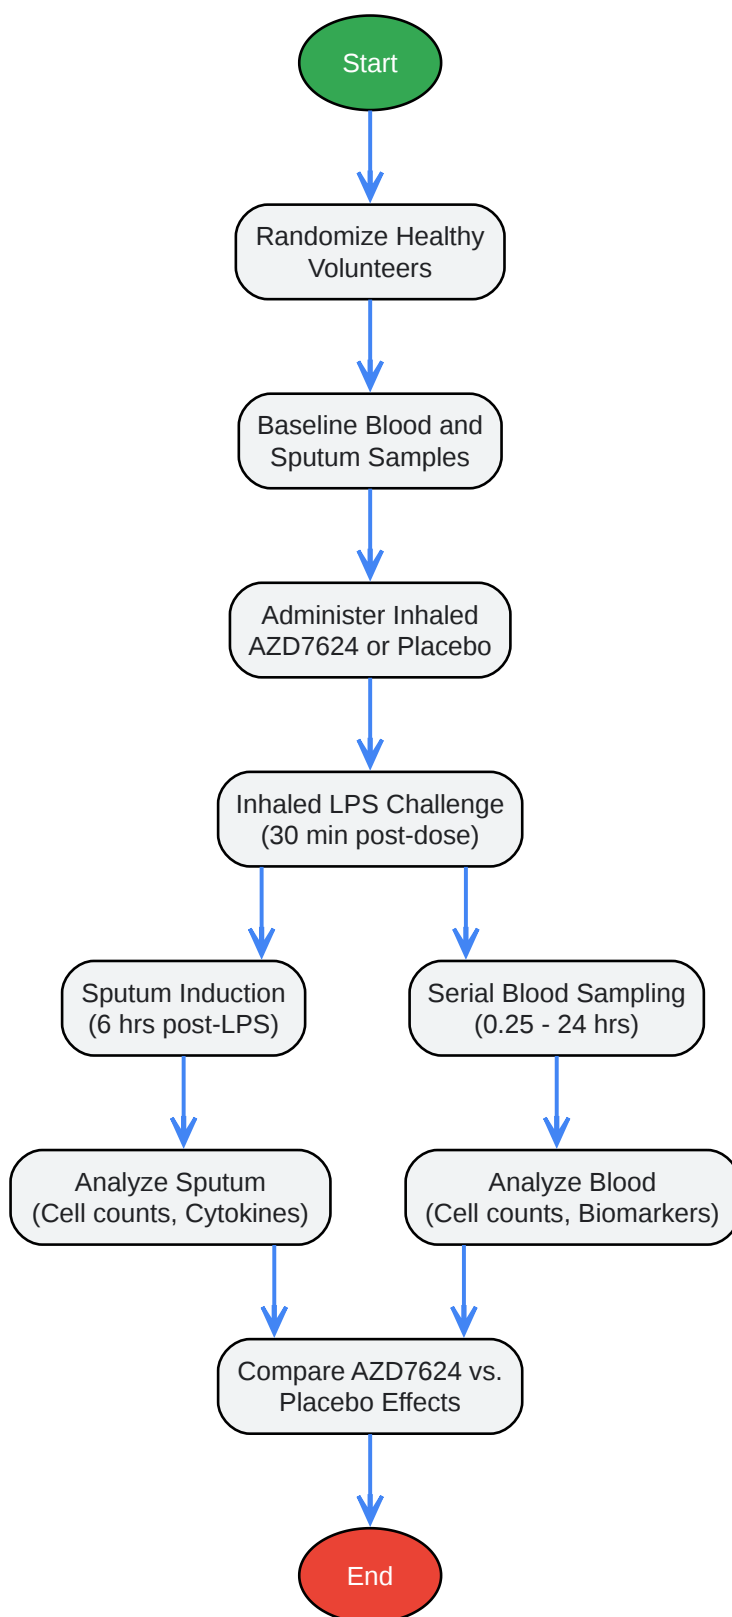 Start
Randomize Healthy
Volunteers
Baseline Blood and
Sputum Samples
Administer Inhaled
AZD7624 or Placebo
Inhaled LPS Challenge
(30 min post-dose)
Sputum Induction
(6 hrs post-LPS)
Serial Blood Sampling
(0.25 - 24 hrs)
Analyze Sputum
(Cell counts, Cytokines)
Analyze Blood
(Cell counts, Biomarkers)
Compare AZD7624 vs.
Placebo Effects
End